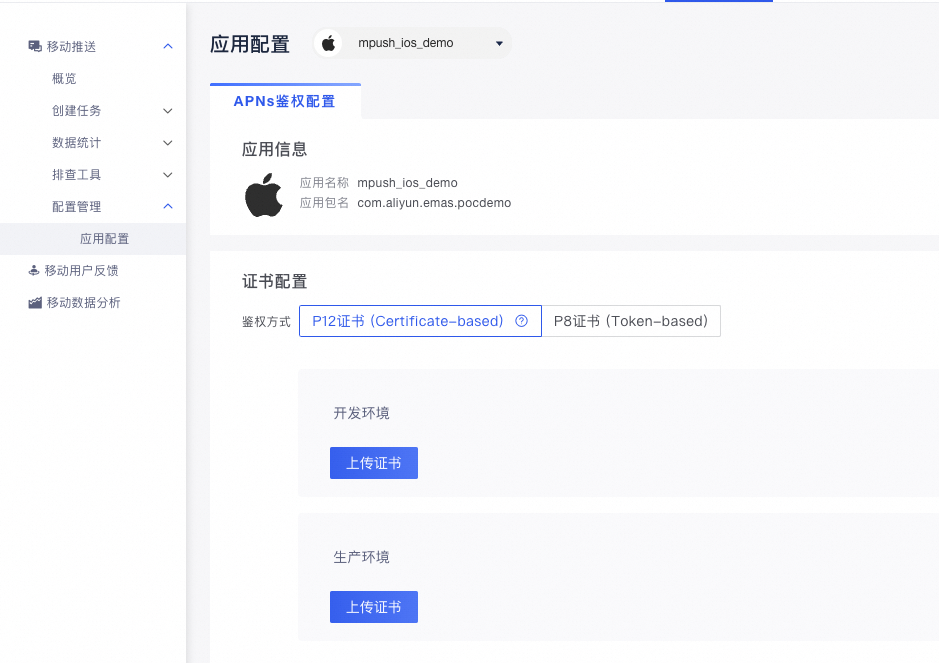 移动推送
概览
创建任务
数据统计
排查工具
配置管理
应用配置
移动用户反馈
移动数据分析
应用配置
mpush_ios_demo
APNs鉴权配置
应用信息
应用名称 mpush_ios_demo
应用包名 com.aliyun.emas.pocdemo
证书配置
鉴权方式 P12证书 (Certificate-based) ? P8证书 (Token-based)
开发环境
上传证书
生产环境
上传证书